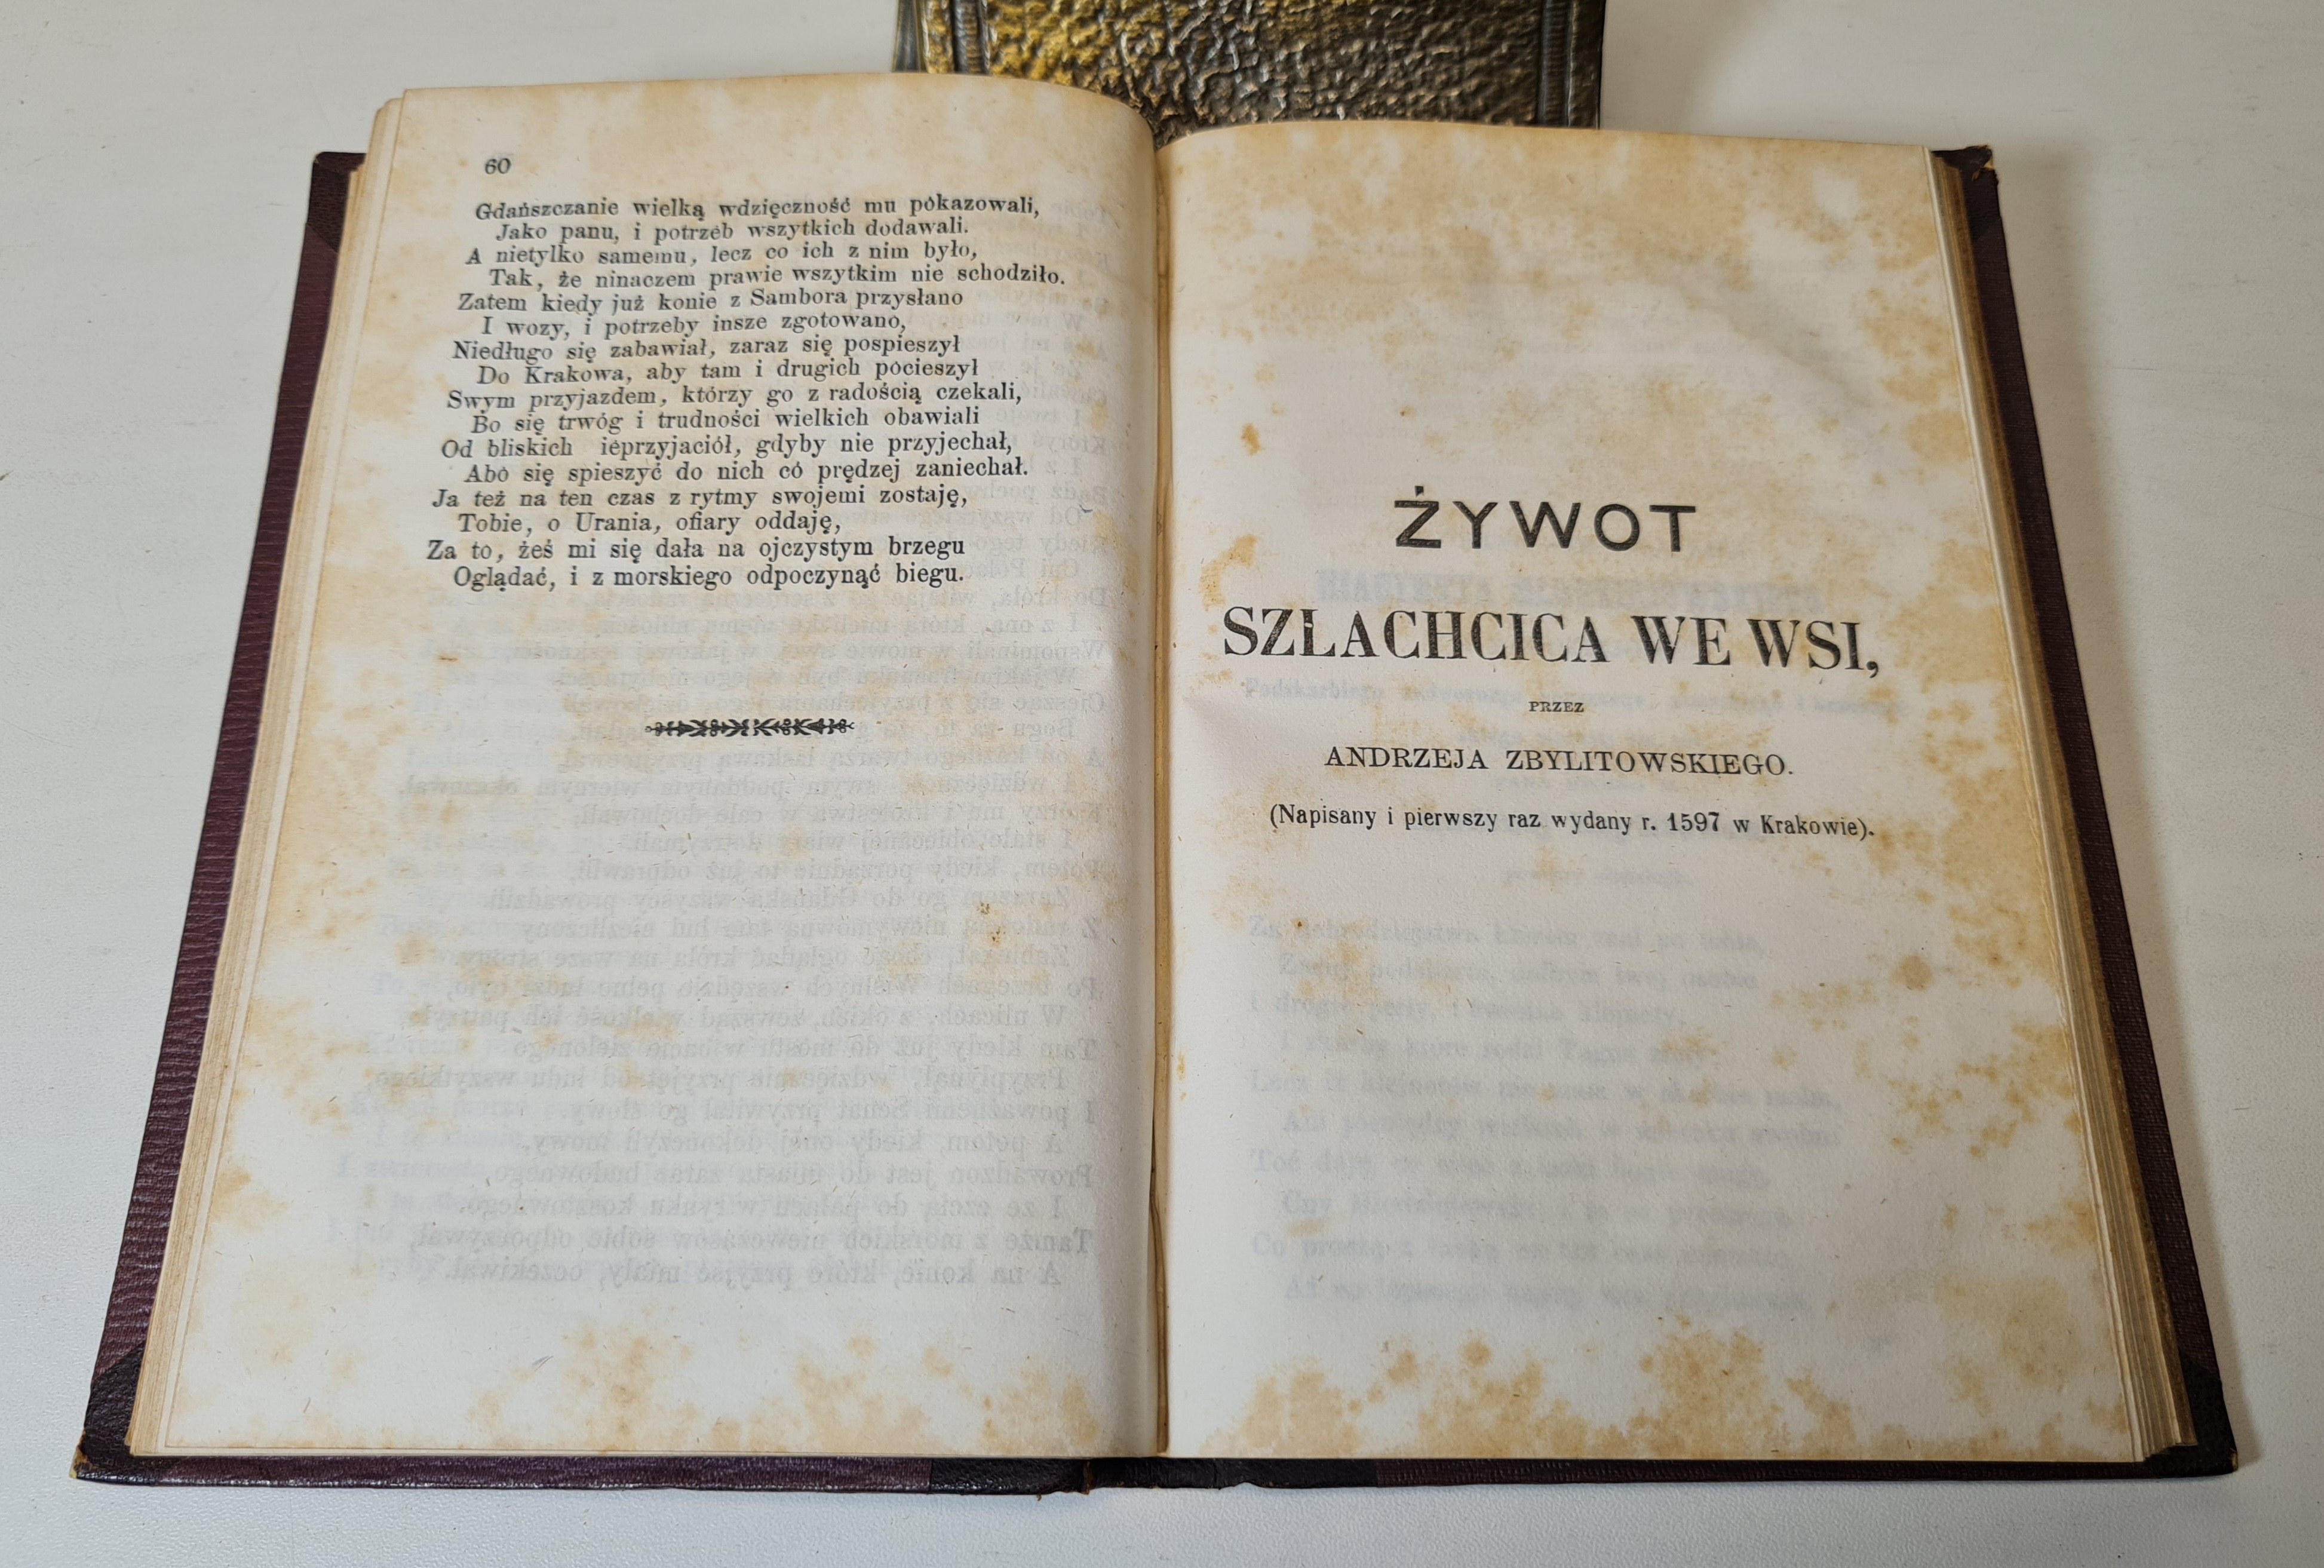 60
Gdańszczanie wielką wdzięczność mu pokazowali,
Jako panu, i potrzeb wszytkich dodawali.
A nietylko samemu, lecz co ich z nim było,
Tak, że ninaczem prawie wszytkim nie schodziło.
Zatem kiedy już konie z Sambora przysłano
I wozy, i potrzeby insze zgotowano,
Niedługo się zabawiał, zaraz się pospieszył
Do Krakowa, aby tam i drugich pocieszył
Swym przyjazdem, którzy go z radością czekali,
Bo się trwóg i trudności wielkich obawiali
Od bliskich ieprzyjaciół, gdyby nie przyjechał,
Abo się spieszyć do nich co prędzej zaniechał.
Ja też na ten czas z rytmy swojemi zostaję,
Tobie, o Urania, ofiary oddaję,
Za to, żeś mi się dała na ojczystym brzegu
Oglądać, i z morskiego odpoczynąć biegu.
ŻYWOT
SZLACHCICA WE WSI,
PRZEZ
ANDRZEJA ZBYLITOWSKIEGO.
(Napisany i pierwszy raz wydany r. 1597 w Krakowie).